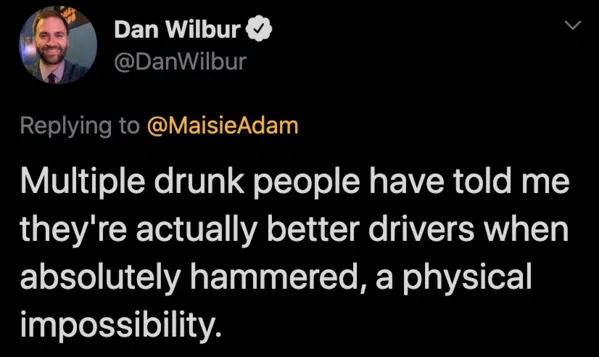 Dan Wilbur
@DanWilbur
Replying to @MaisieAdam
Multiple drunk people have told me
they're actually better drivers when
absolutely hammered, a physical
impossibility.